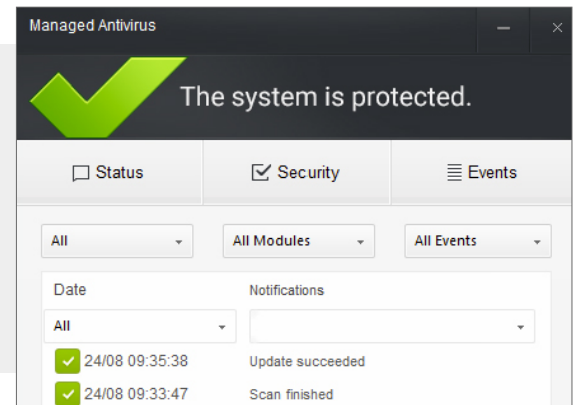 Managed Antivirus
The system is protected.
Status Security Events
All All Modules All Events
Date Notifications
All
24/08 09:35:38 Update succeeded
24/08 09:33:47 Scan finished